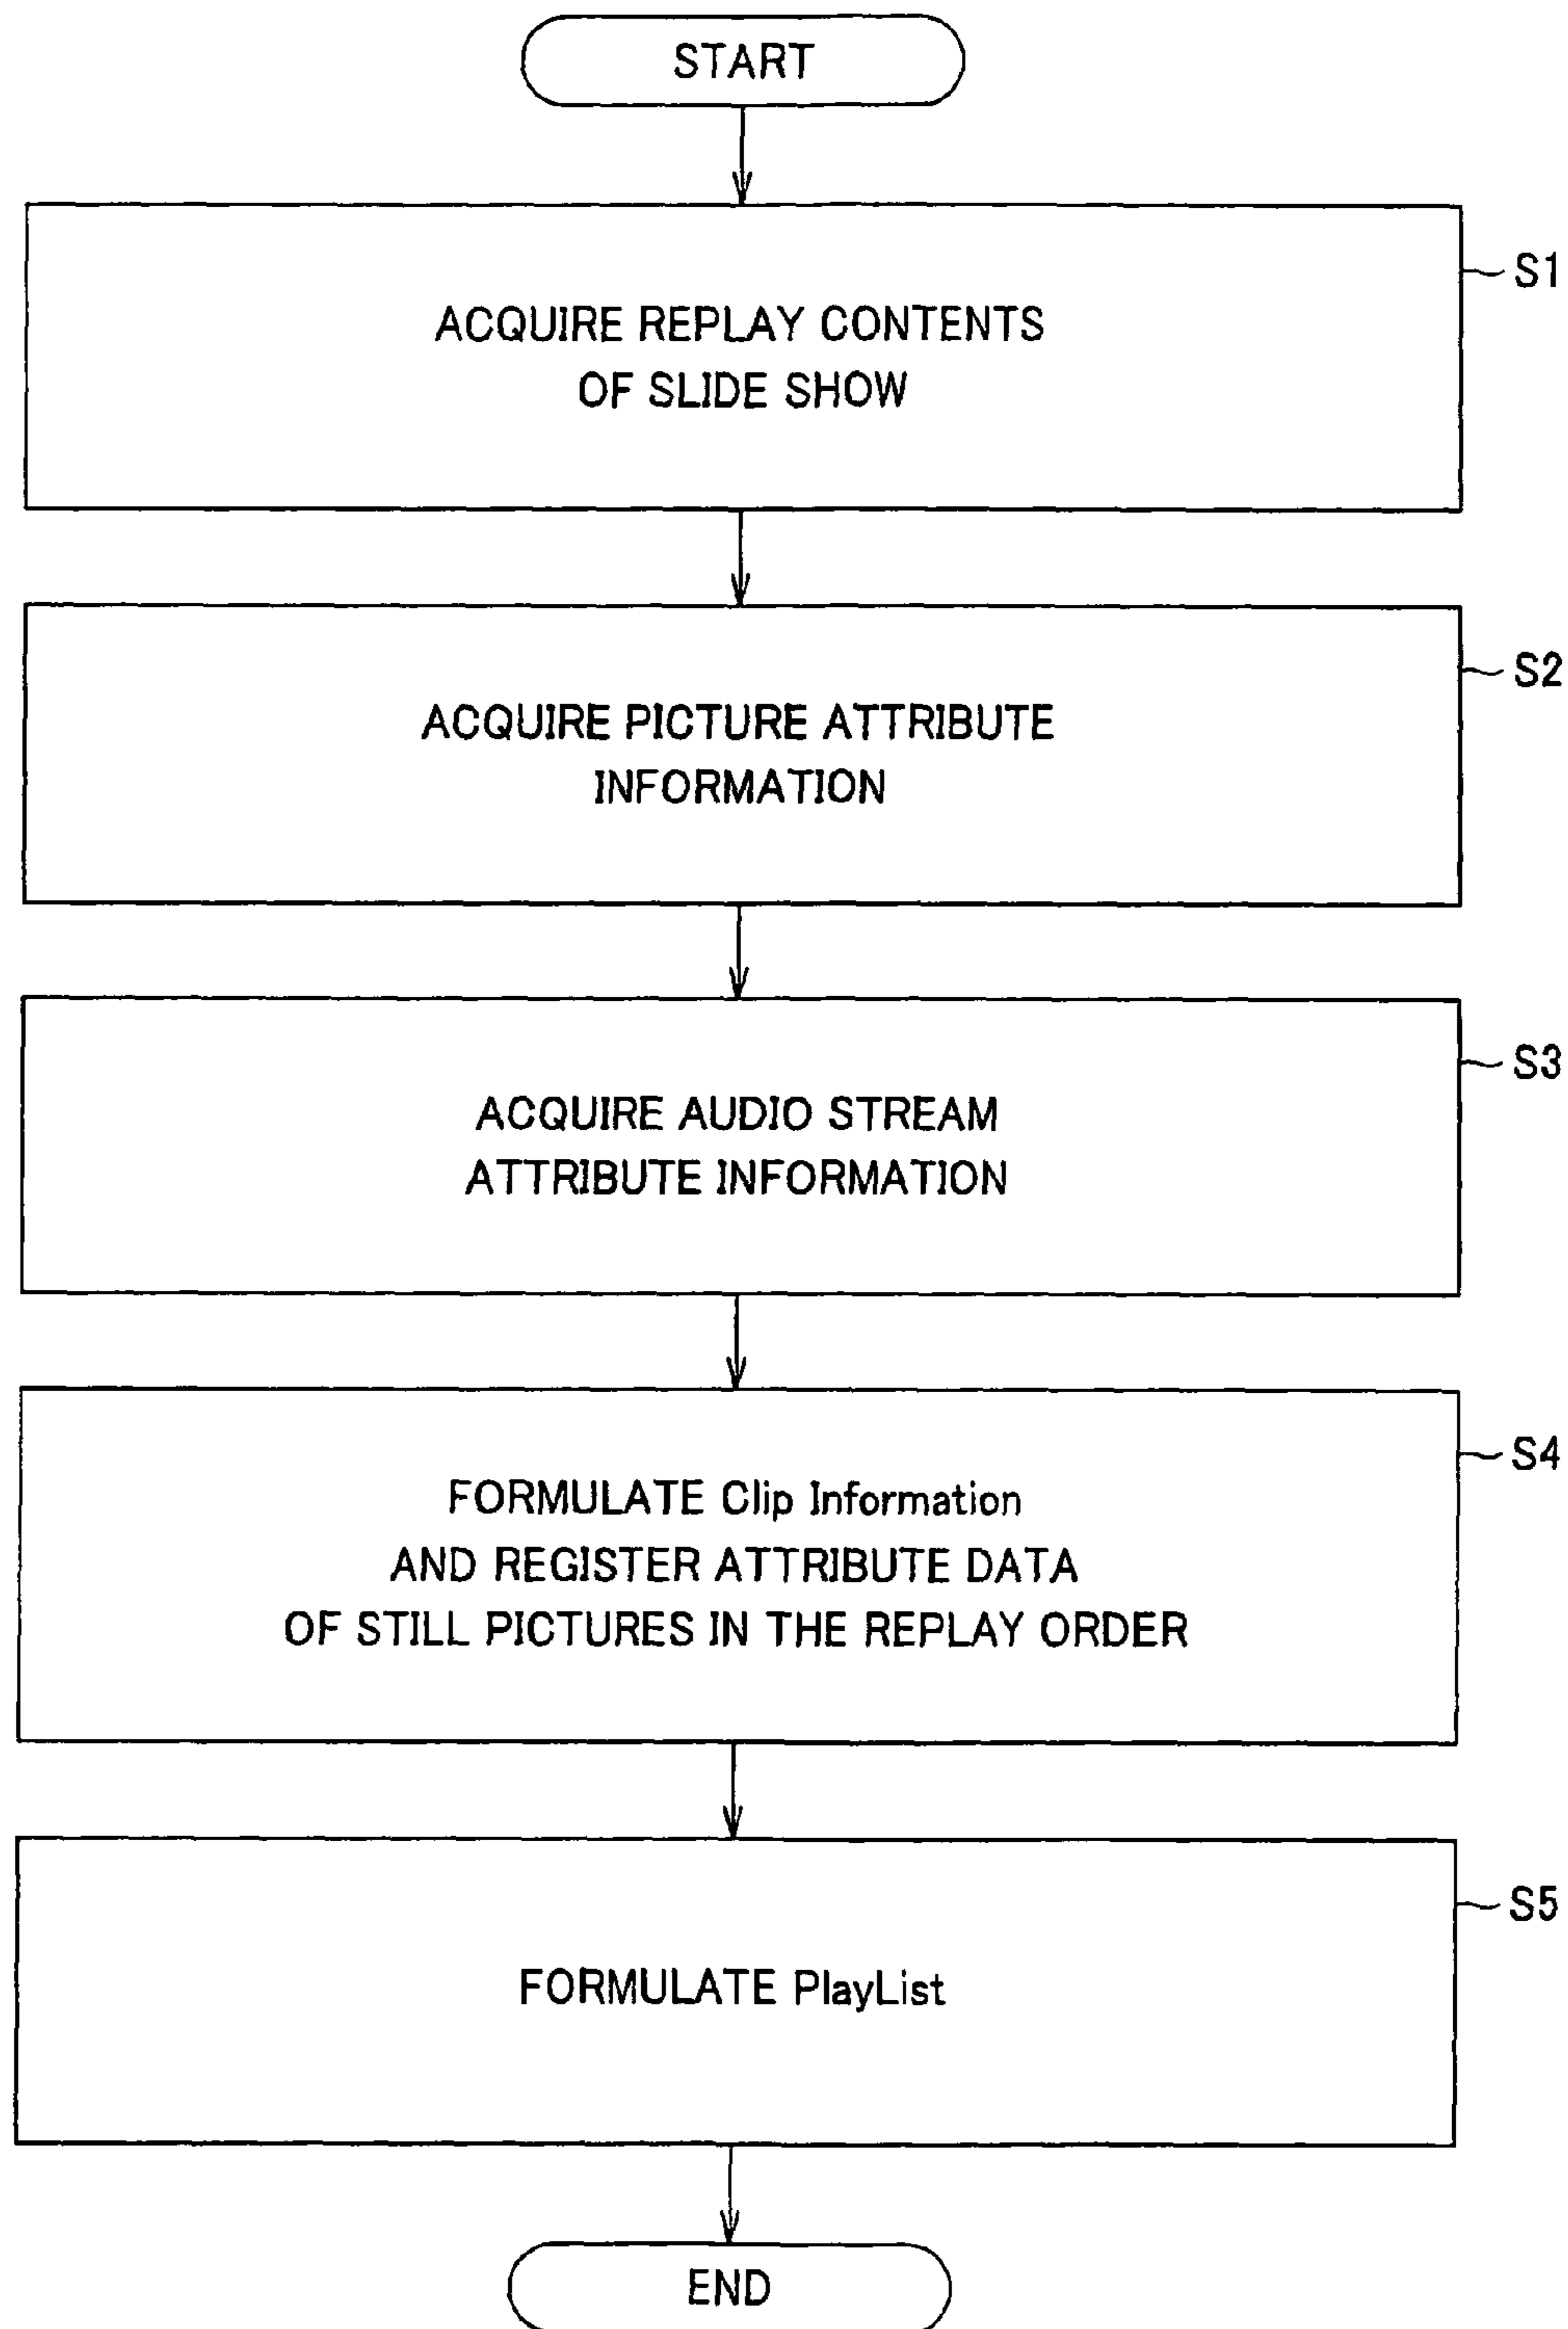 START
S1
ACQUIRE REPLAY CONTENTS
OF SLIDE SHOW
S2
ACQUIRE PICTURE ATTRIBUTE
INFORMATION
S3
ACQUIRE AUDIO STREAM
ATTRIBUTE INFORMATION
S4
FORMULATE Clip Information
AND REGISTER ATTRIBUTE DATA
OF STILL PICTURES IN THE REPLAY ORDER
S5
FORMULATE PlayList
END